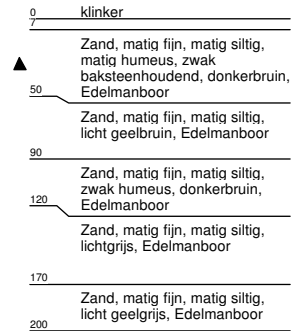 0 klinker
7
Zand, matig fijn, matig siltig,
matig humeus, zwak
baksteenhoudend, donkerbruin,
Edelmanboor
50
Zand, matig fijn, matig siltig,
licht geelbruin, Edelmanboor
90
Zand, matig fijn, matig siltig,
zwak humeus, donkerbruin,
Edelmanboor
120
Zand, matig fijn, matig siltig,
lichtgrijs, Edelmanboor
170
Zand, matig fijn, matig siltig,
licht geelgrijs, Edelmanboor
200